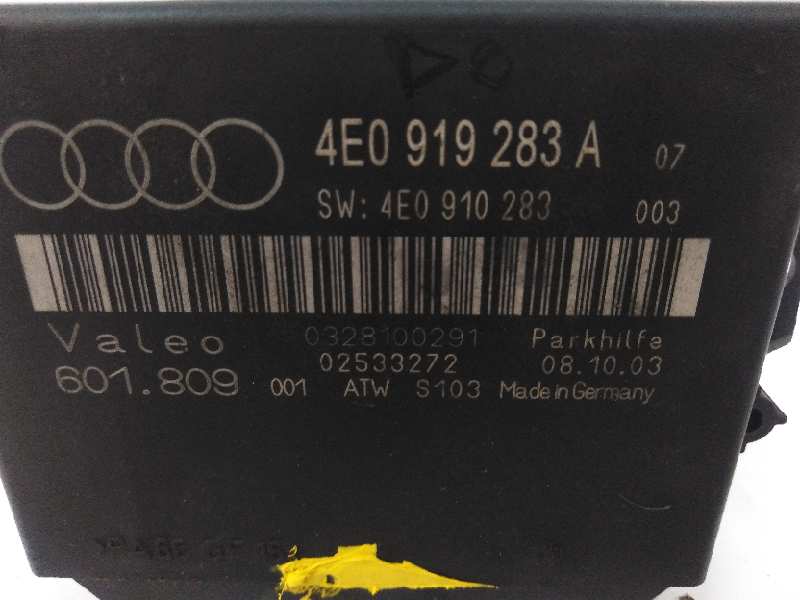 4E0 919 283 A 07
SW: 4E0 910 283 003
Valeo 0328100291 Parkhilfe
02533272 08.10.03
601.809 001 ATW S103 Made in Germany